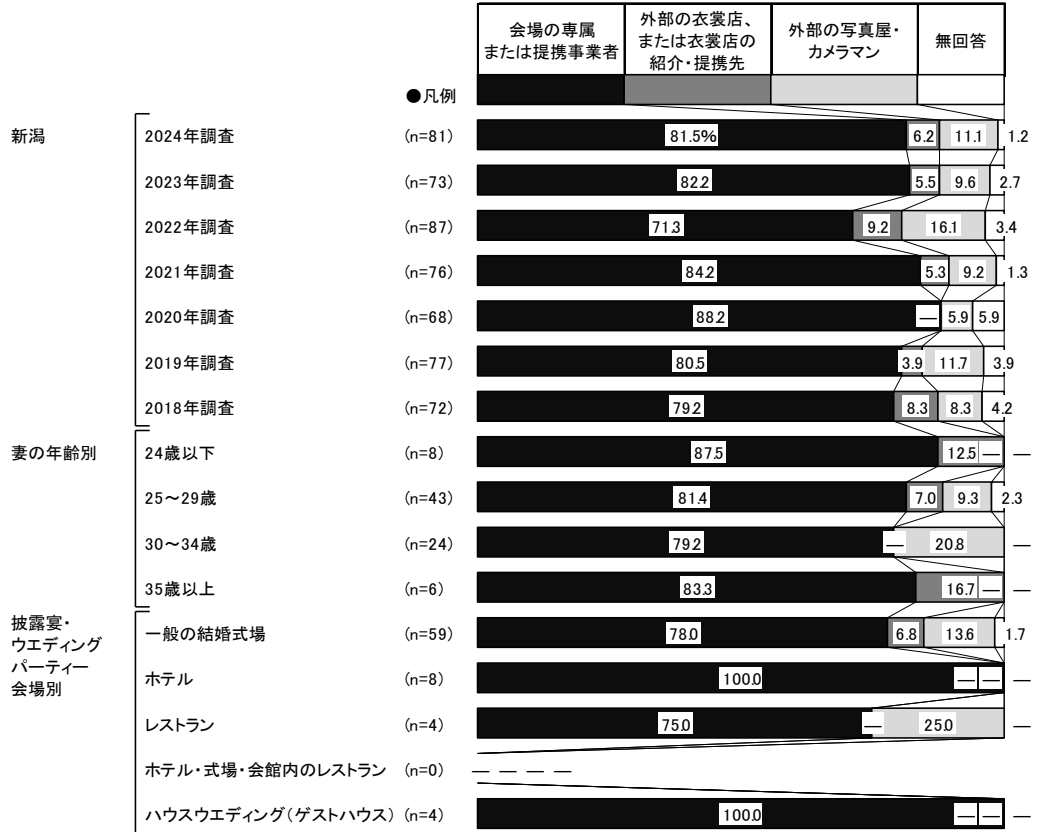 会場の専属
または提携事業者
外部の衣裳店、
または衣裳店の
紹介・提携先
外部の写真屋・
カメラマン
無回答
●凡例
新潟
2024年調査 (n=81) 81.5% 6.2 11.1 1.2
2023年調査 (n=73) 82.2 5.5 9.6 2.7
2022年調査 (n=87) 71.3 9.2 16.1 3.4
2021年調査 (n=76) 84.2 5.3 9.2 1.3
2020年調査 (n=68) 88.2 — 5.9 5.9
2019年調査 (n=77) 80.5 3.9 11.7 3.9
2018年調査 (n=72) 79.2 8.3 8.3 4.2
妻の年齢別
24歳以下 (n=8) 87.5 12.5 — —
25～29歳 (n=43) 81.4 7.0 9.3 2.3
30～34歳 (n=24) 79.2 — 20.8 —
35歳以上 (n=6) 83.3 16.7 — —
披露宴・
ウエディング
パーティー
会場別
一般の結婚式場 (n=59) 78.0 6.8 13.6 1.7
ホテル (n=8) 100.0 — — —
レストラン (n=4) 75.0 — 25.0 —
ホテル・式場・会館内のレストラン (n=0) — — — —
ハウスウエディング(ゲストハウス) (n=4) 100.0 — — —